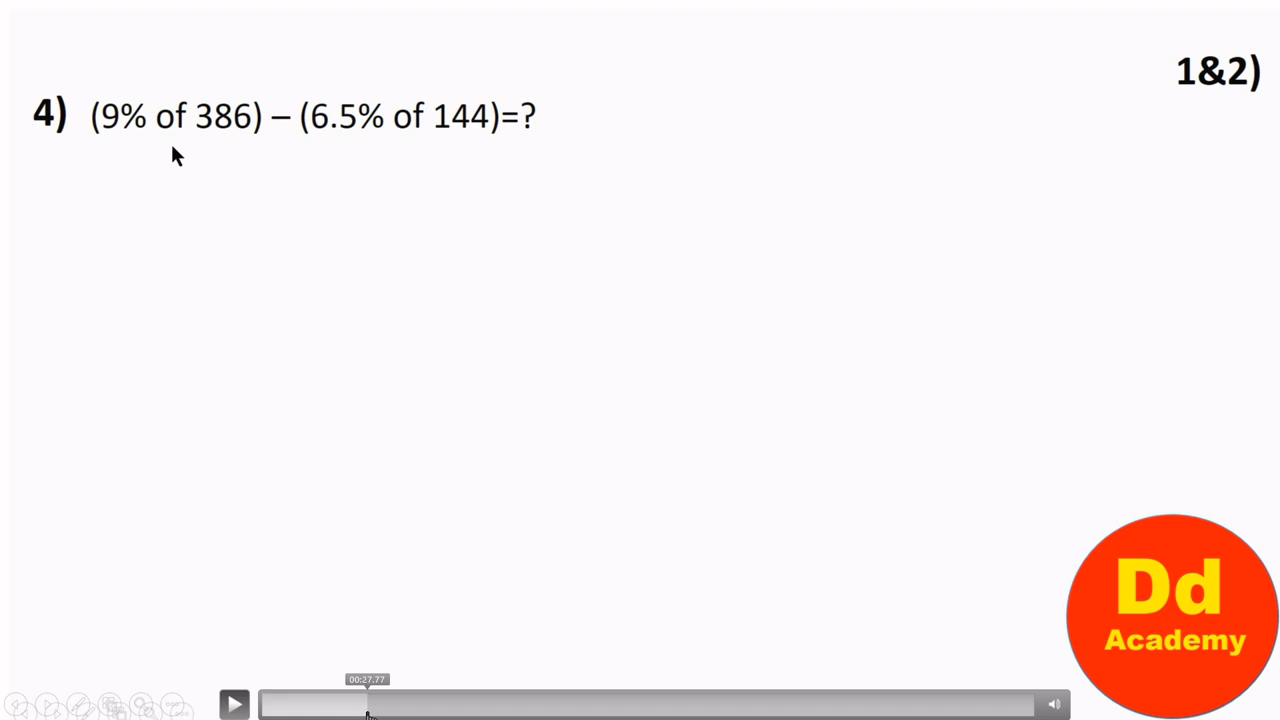 1&2)
4) (9% of 386) – (6.5% of 144)=?
Dd
Academy
00:27.77